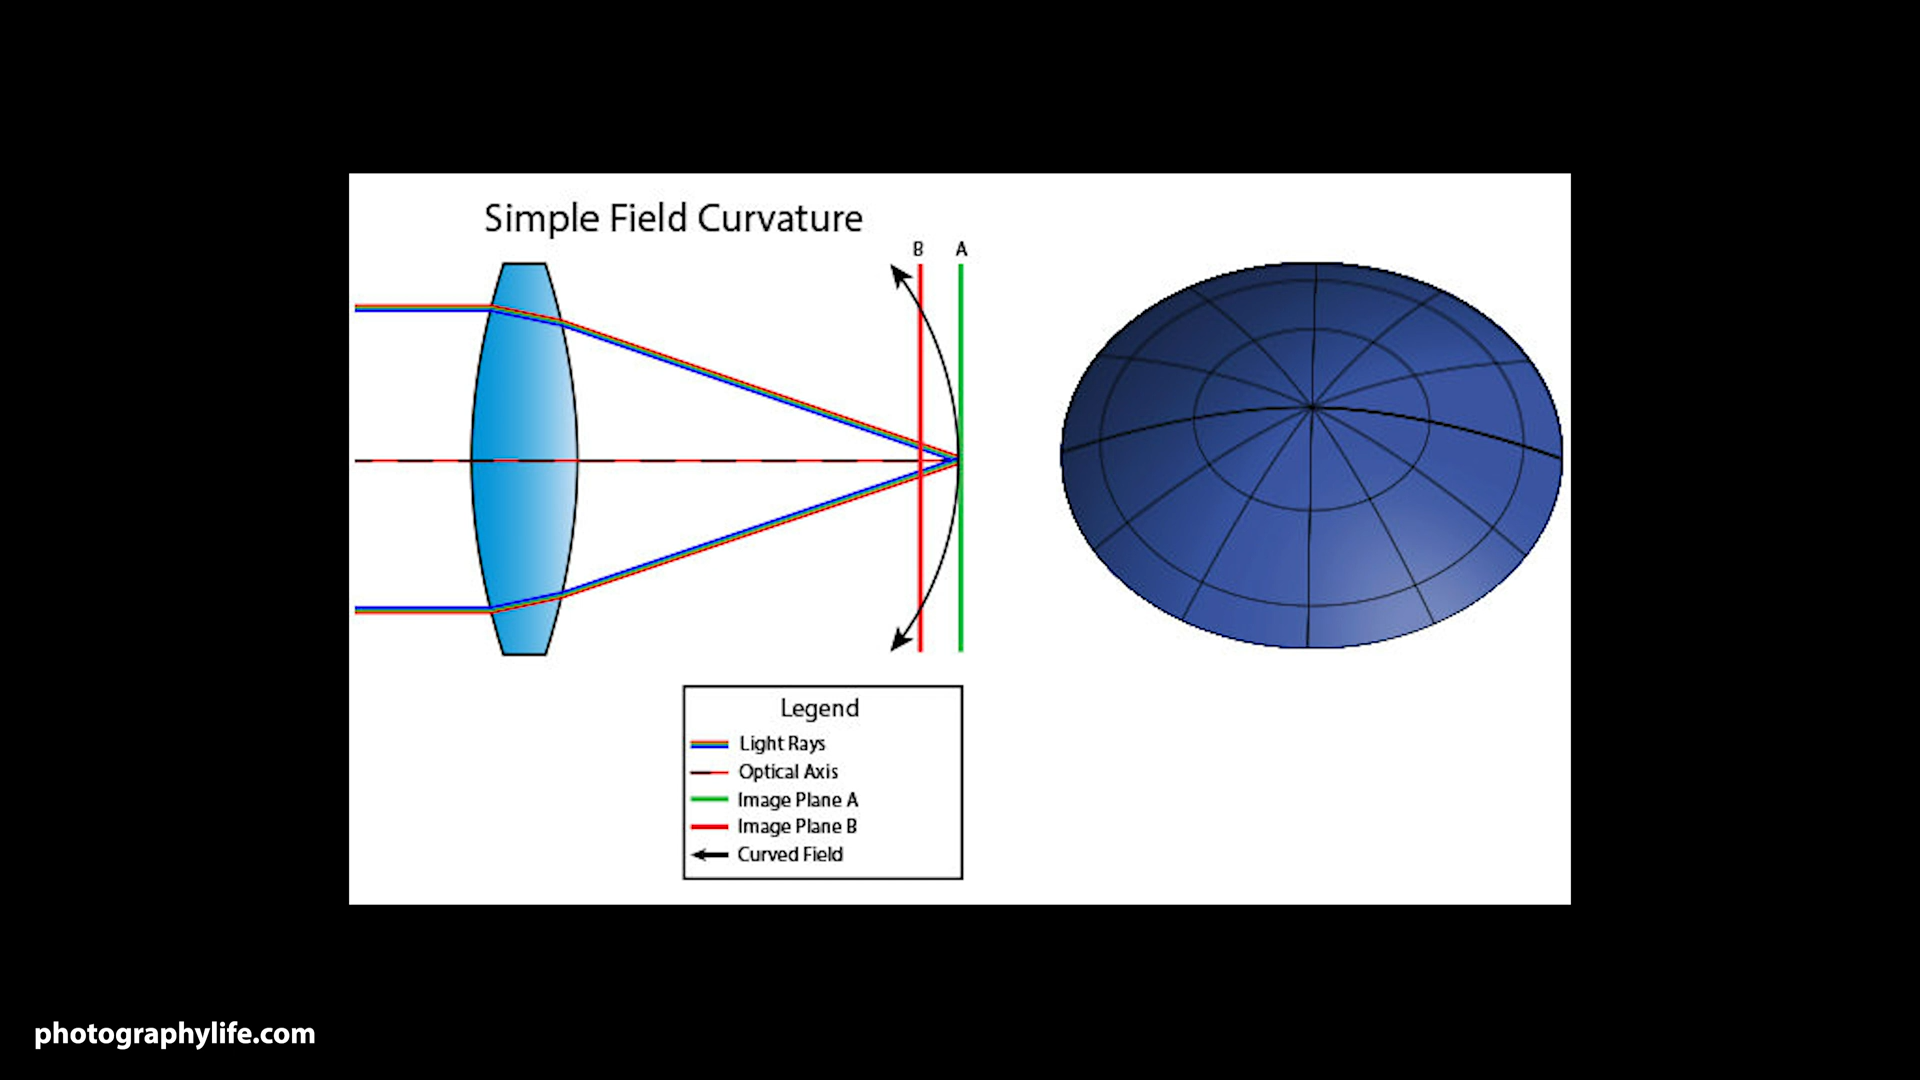 Simple Field Curvature
B A
Legend
Light Rays
Optical Axis
Image Plane A
Image Plane B
Curved Field
photographylife.com